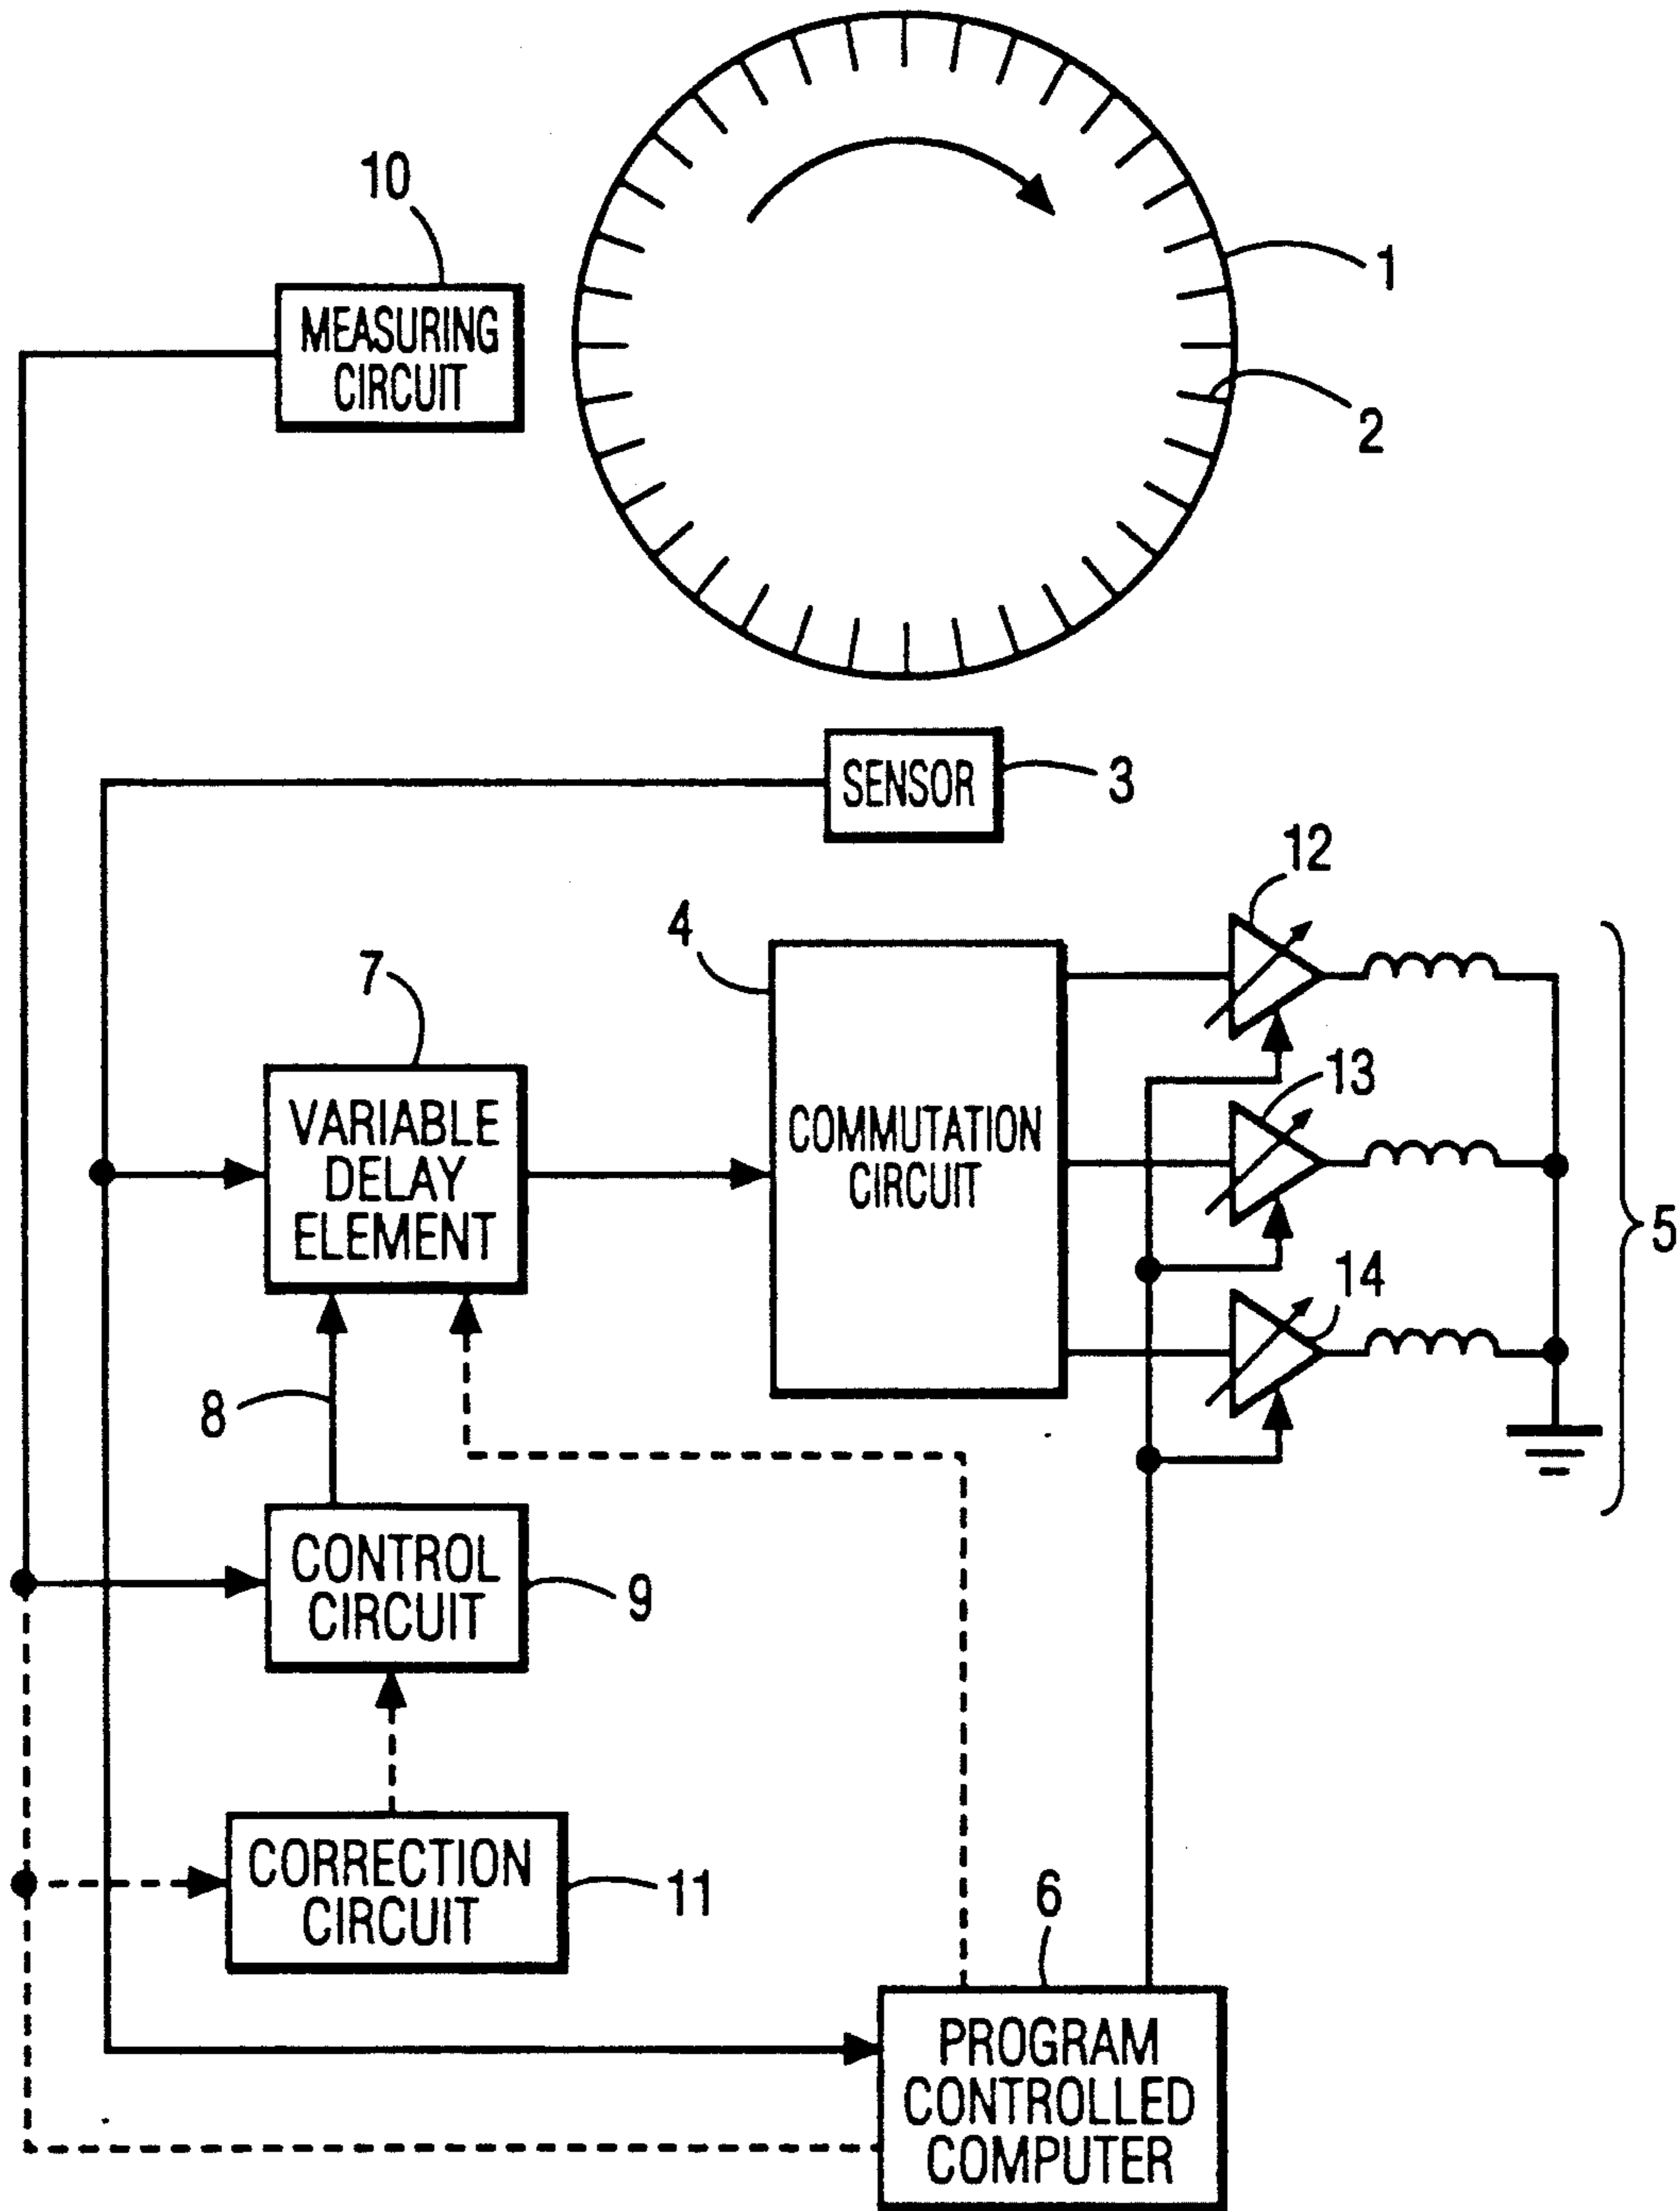 10
MEASURING
CIRCUIT
1
2
SENSOR
3
12
4
7
13
VARIABLE
DELAY
ELEMENT
COMMUTATION
CIRCUIT
5
14
8
CONTROL
CIRCUIT
9
CORRECTION
CIRCUIT
11
6
PROGRAM
CONTROLLED
COMPUTER